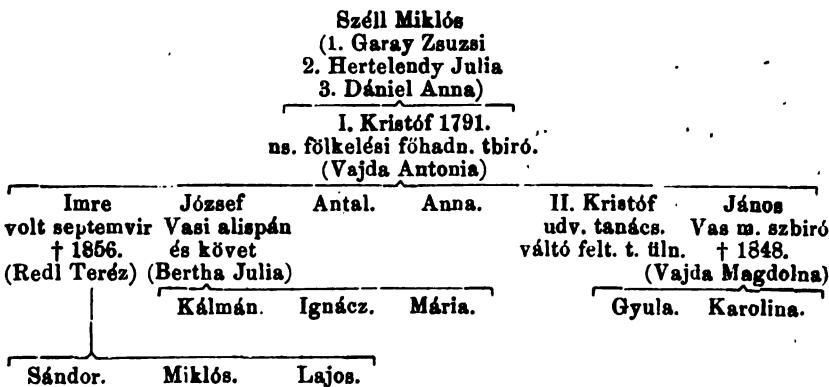 Széll Miklós
(1. Garay Zsuzsi
2. Hertelendy Julia
3. Dániel Anna)
I. Kristóf 1791.
ns. fölkelési főhadn. tbiró.
(Vajda Antonia)
Imre József Antal. Anna. II. Kristóf János
volt septemvir Vasi alispán udv. tanács. Vas m. szbiró
† 1856. és követ váltó felt. t. üln. † 1848.
(Redl Teréz) (Bertha Julia) (Vajda Magdolna)
Kálmán. Ignácz. Mária. Gyula. Karolina.
Sándor. Miklós. Lajos.